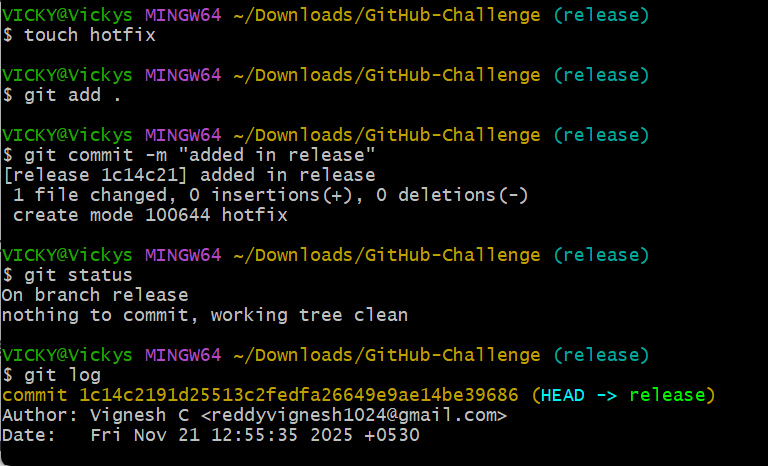 VICKY@Vickys MINGW64 ~/Downloads/GitHub-Challenge (release)
$ touch hotfix
VICKY@Vickys MINGW64 ~/Downloads/GitHub-Challenge (release)
$ git add .
VICKY@Vickys MINGW64 ~/Downloads/GitHub-Challenge (release)
$ git commit -m "added in release"
[release 1c14c21] added in release
 1 file changed, 0 insertions(+), 0 deletions(-)
 create mode 100644 hotfix
VICKY@Vickys MINGW64 ~/Downloads/GitHub-Challenge (release)
$ git status
On branch release
nothing to commit, working tree clean
VICKY@Vickys MINGW64 ~/Downloads/GitHub-Challenge (release)
$ git log
commit 1c14c2191d25513c2fedfa26649e9ae14be39686 (HEAD -> release)
Author: Vignesh C <reddyvignesh1024@gmail.com>
Date:   Fri Nov 21 12:55:35 2025 +0530